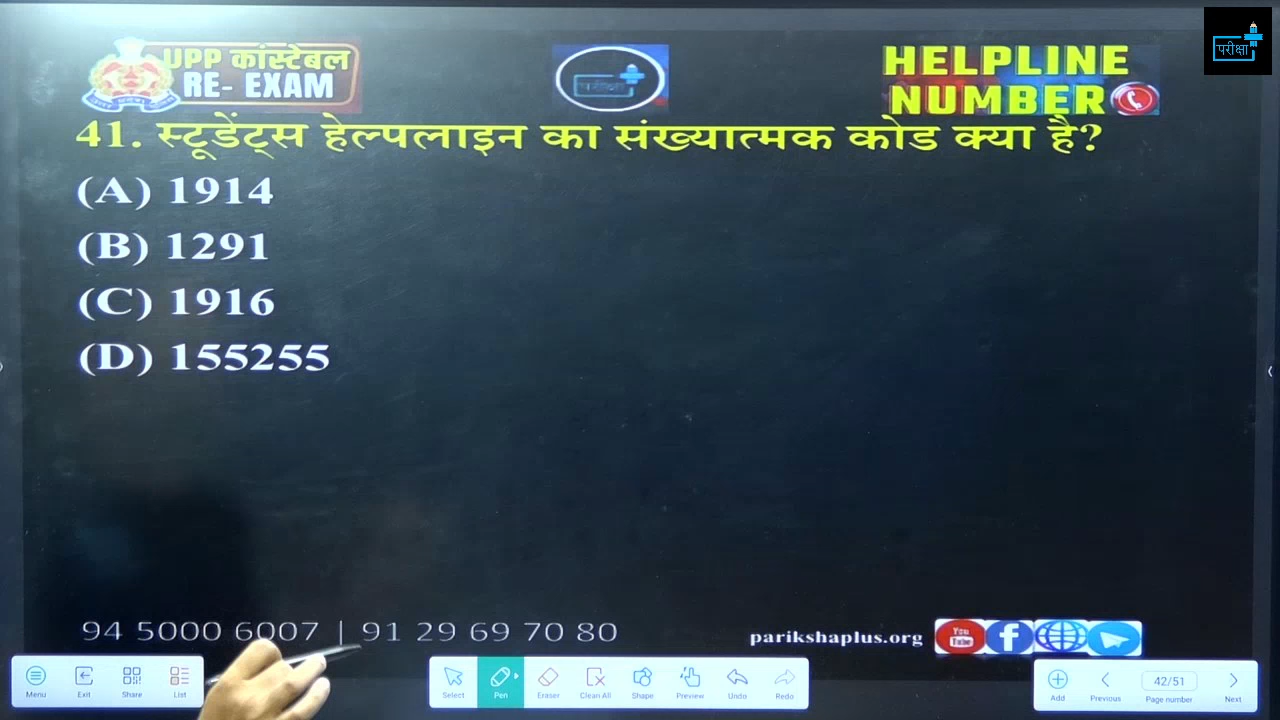 परीक्षा
UPP कांस्टेबल
RE- EXAM
HELPLINE
NUMBER
41. स्टूडेंट्स हेल्पलाइन का संख्यात्मक कोड क्या है?
(A) 1914
(B) 1291
(C) 1916
(D) 155255
94 5000 6007 | 91 29 69 70 80
parikshaplus.org
You
Tube
Menu
Exit
Share
List
Select
Pen
Eraser
Clean All
Shape
Preview
Undo
Redo
Add
Previous
42/51
Page number
Next